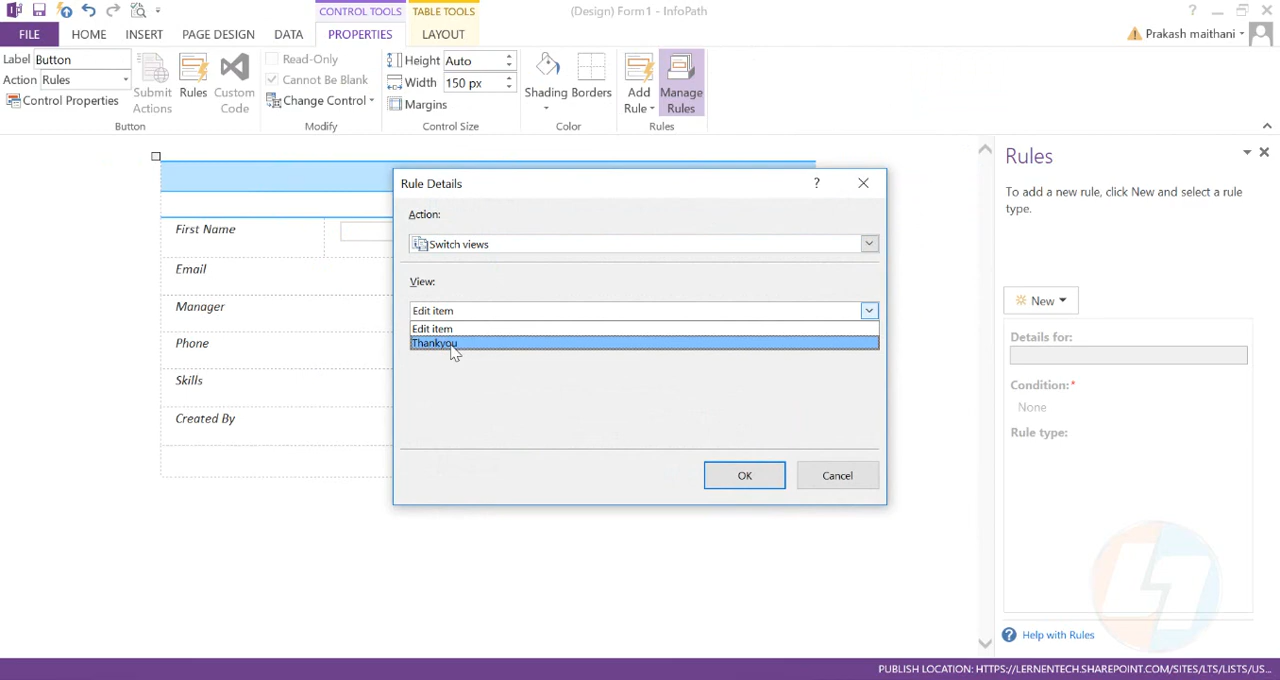 CONTROL TOOLS TABLE TOOLS (Design) Form1 - InfoPath
FILE HOME INSERT PAGE DESIGN DATA PROPERTIES LAYOUT Prakash maithani
Label Button
Action Rules
Control Properties
Button
Submit Actions
Rules
Custom Code
Read-Only
Cannot Be Blank
Change Control
Modify
Height Auto
Width 150 px
Margins
Control Size
Shading Borders
Color
Add Rule
Manage Rules
Rules
First Name
Email
Manager
Phone
Skills
Created By
Rule Details
?
Action:
Switch views
View:
Edit item
Edit item
Thankyou
OK Cancel
Rules
To add a new rule, click New and select a rule
type.
New
Details for:
Condition:*
None
Rule type:
Help with Rules
PUBLISH LOCATION: HTTPS://LERNENTECH.SHAREPOINT.COM/SITES/LTS/LISTS/US...